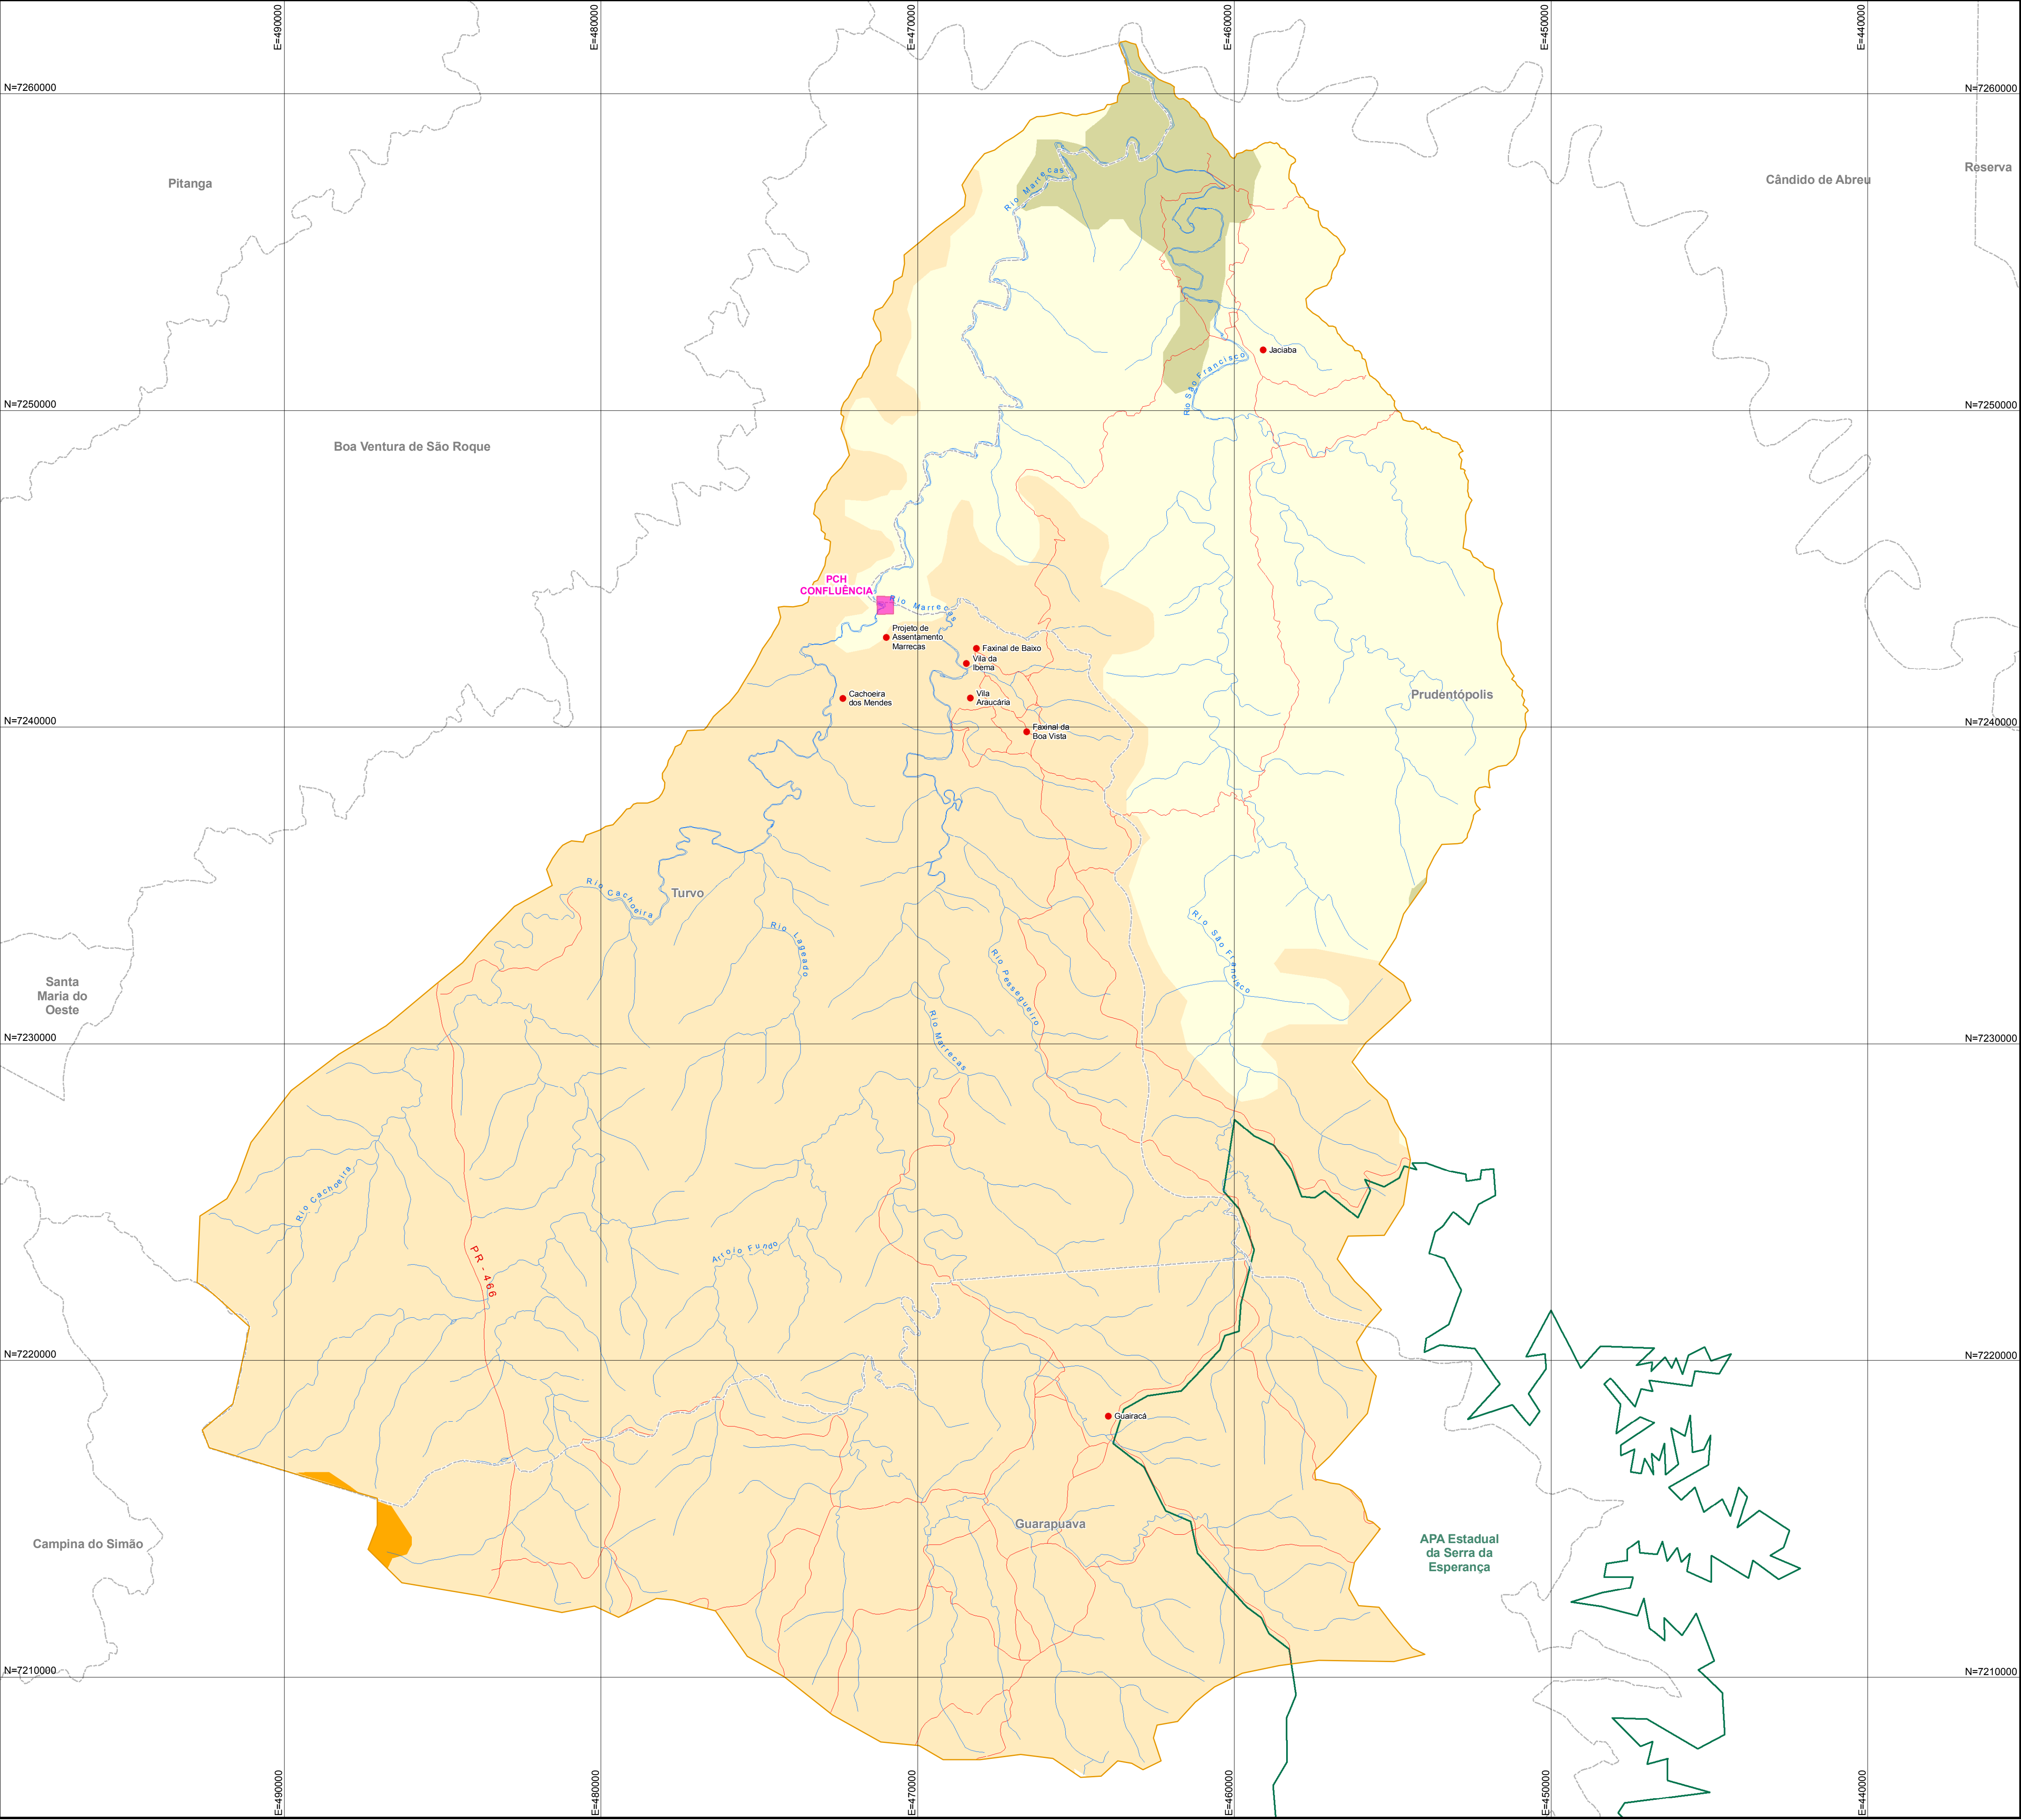 E=490000
E=480000
E=470000
E=460000
E=450000
E=440000
N=7260000
N=7260000
Pitanga
Reserva
Cândido de Abreu
Rio Marrecas
Jaciaba
Rio São Francisco
N=7250000
N=7250000
Boa Ventura de São Roque
PCH
CONFLUÊNCIA
Rio Marrecas
Projeto de
Assentamento
Marrecas
Faxinal de Baixo
Vila da
Ibema
Cachoeira
dos Mendes
Vila
Araucária
Prudentópolis
N=7240000
N=7240000
Faxinal da
Boa Vista
Rio Cachoeira
Turvo
Rio Lageado
Rio São Francisco
Rio Pessegueiro
Santa
Maria do
Oeste
Rio Marrecas
N=7230000
N=7230000
Rio Cachoeira
PR-466
Arroio Fundo
N=7220000
N=7220000
Guairacá
Guarapuava
Campina do Simão
APA Estadual
da Serra da
Esperança
N=7210000
N=7210000
E=490000
E=480000
E=470000
E=460000
E=450000
E=440000